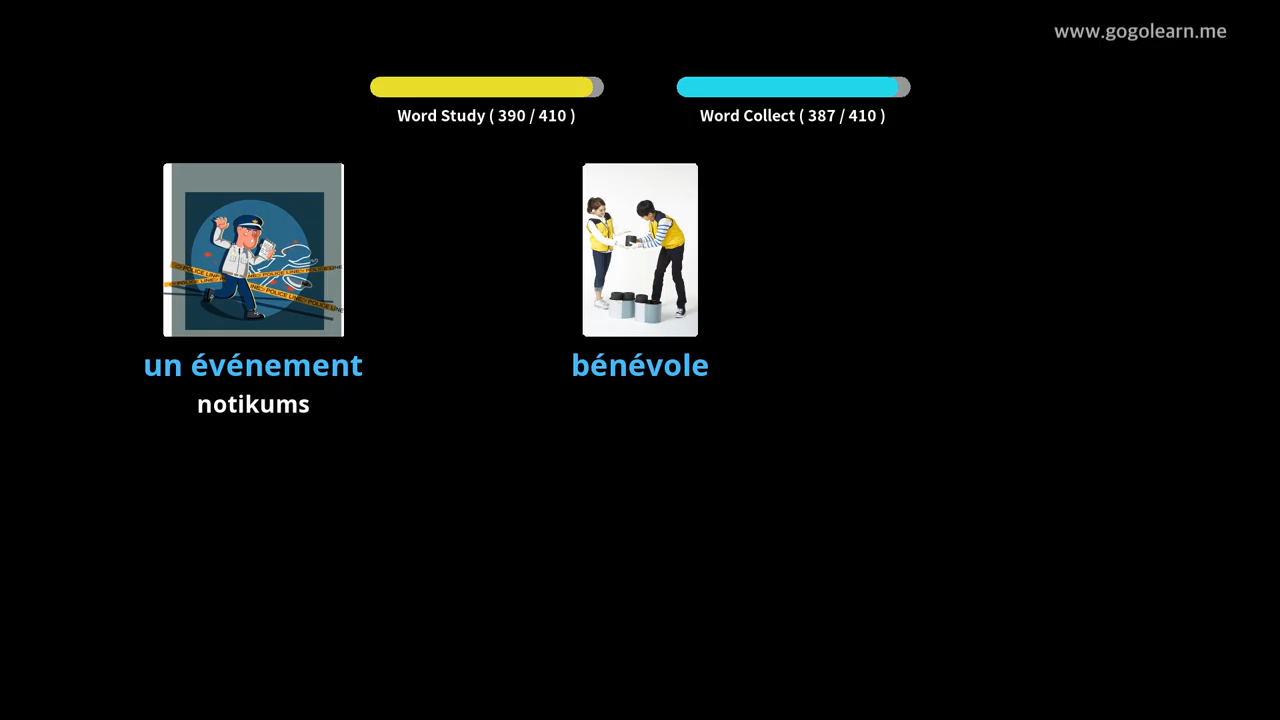 www.gogolearn.me
Word Study ( 390 / 410 )
Word Collect ( 387 / 410 )
un événement
notikums
bénévole